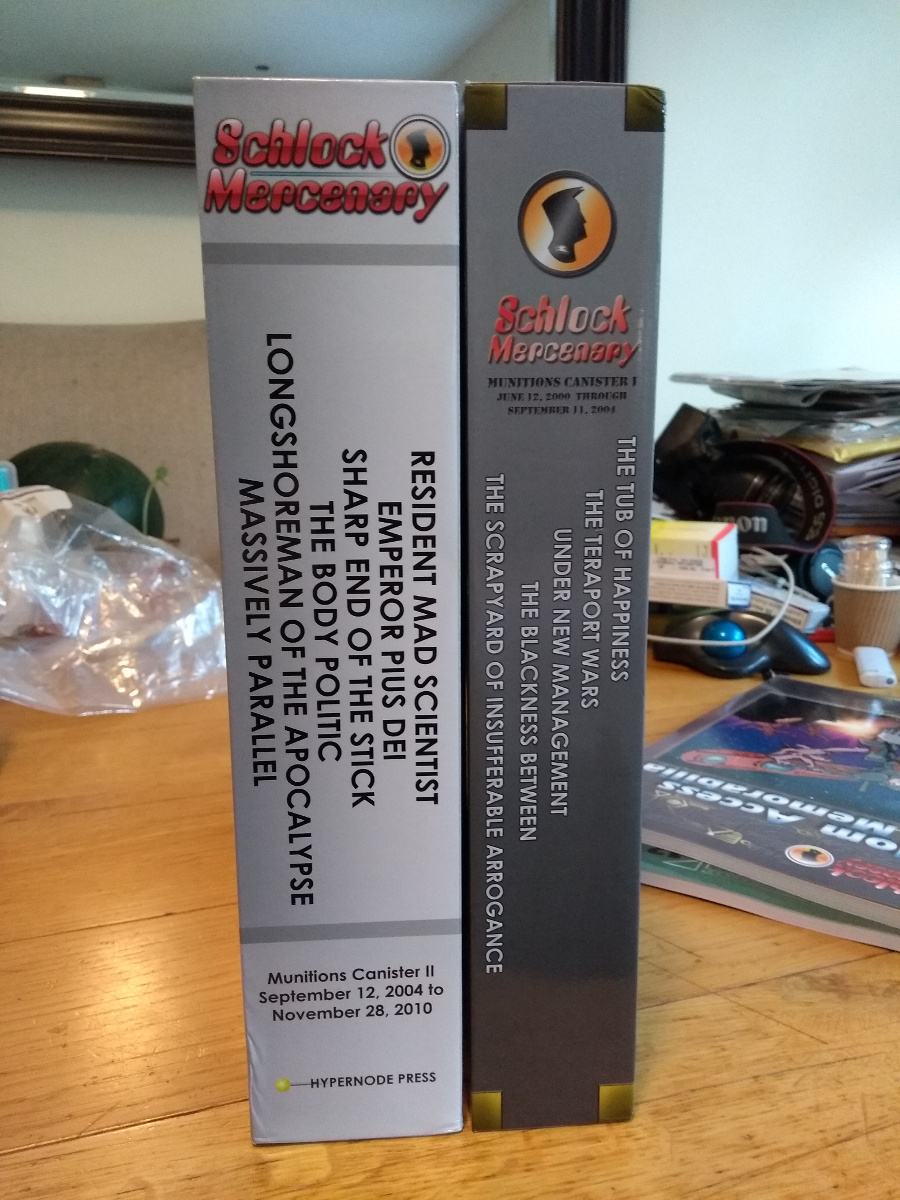 Schlock
Mercenary
RESIDENT MAD SCIENTIST
EMPEROR PIUS DEI
SHARP END OF THE STICK
THE BODY POLITIC
LONGSHOREMAN OF THE APOCALYPSE
MASSIVELY PARALLEL
Munitions Canister II
September 12, 2004 to
November 28, 2010
HYPERNODE PRESS
Schlock
Mercenary
MUNITIONS CANISTER I
JUNE 12, 2000 THROUGH
SEPTEMBER 11, 2004
THE TUB OF HAPPINESS
THE TERAPORT WARS
UNDER NEW MANAGEMENT
THE BLACKNESS BETWEEN
THE SCRAPYARD OF INSUFFERABLE ARROGANCE
Access
Memorabilia